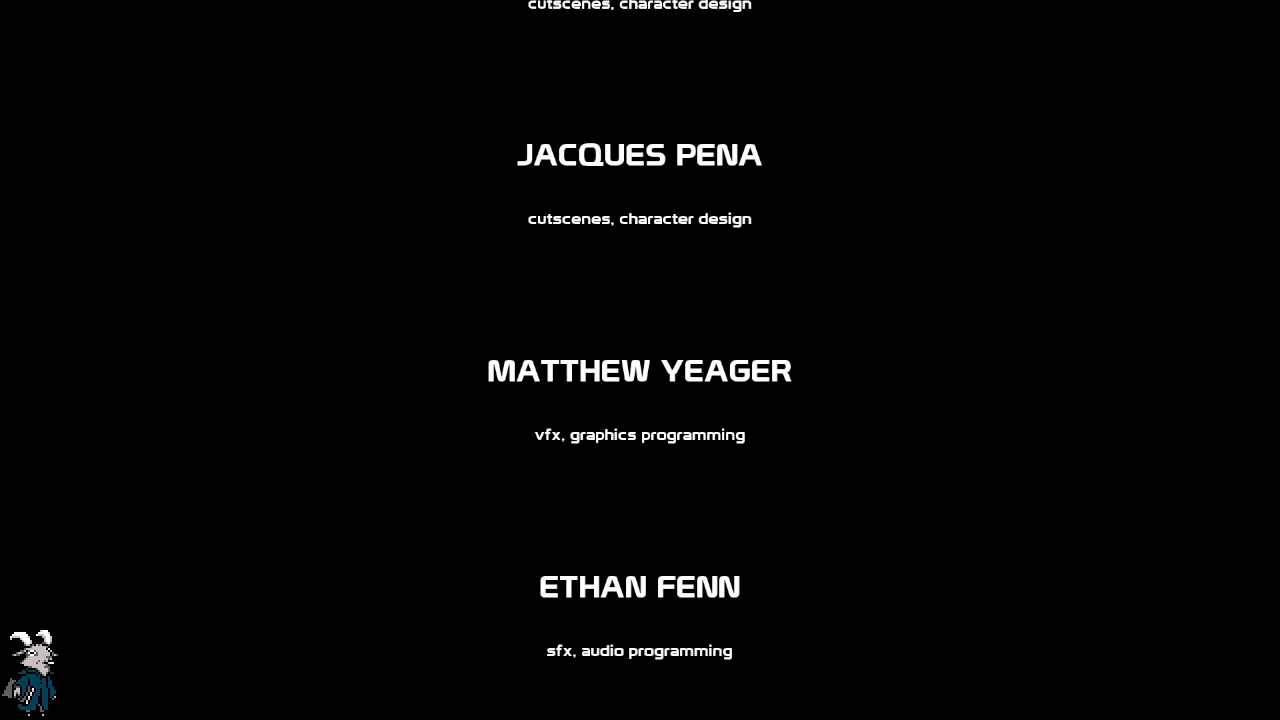 cutscenes, character design
JACQUES PENA
cutscenes, character design
MATTHEW YEAGER
vfx, graphics programming
ETHAN FENN
sfx, audio programming